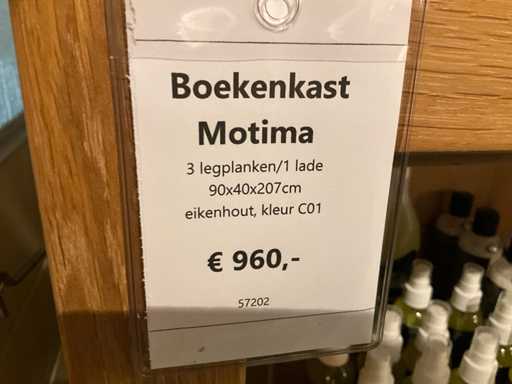 Boekenkast
Motima
3 legplanken/1 lade
90x40x207cm
eikenhout, kleur C01
€ 960,-
57202